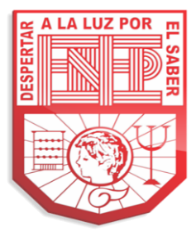 DESPERTAR A LA LUZ POR EL SABER
ENP